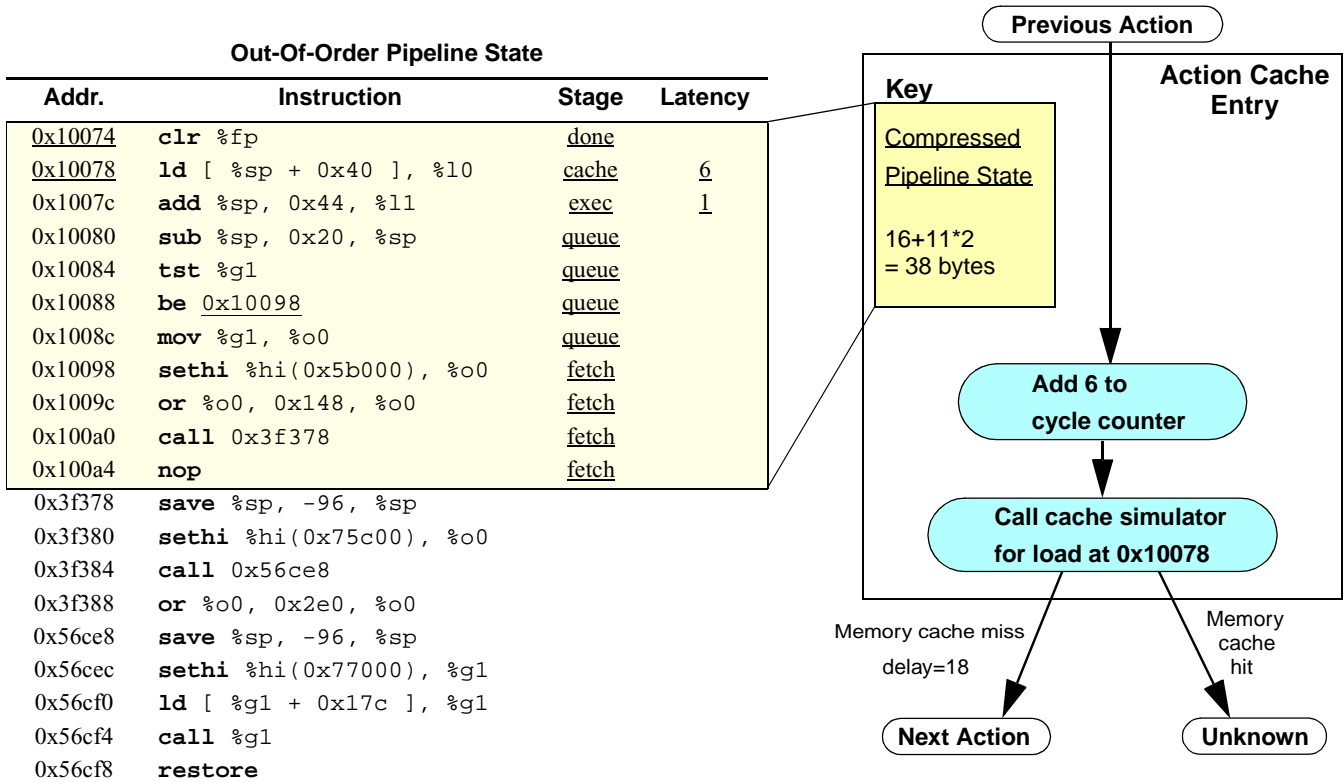 Out-Of-Order Pipeline State
Addr. Instruction Stage Latency
0x10074 clr %fp done
0x10078 ld [ %sp + 0x40 ], %l0 cache 6
0x1007c add %sp, 0x44, %l1 exec 1
0x10080 sub %sp, 0x20, %sp queue
0x10084 tst %g1 queue
0x10088 be 0x10098 queue
0x1008c mov %g1, %o0 queue
0x10098 sethi %hi(0x5b000), %o0 fetch
0x1009c or %o0, 0x148, %o0 fetch
0x100a0 call 0x3f378 fetch
0x100a4 nop fetch
0x3f378 save %sp, -96, %sp
0x3f380 sethi %hi(0x75c00), %o0
0x3f384 call 0x56ce8
0x3f388 or %o0, 0x2e0, %o0
0x56ce8 save %sp, -96, %sp
0x56cec sethi %hi(0x77000), %g1
0x56cf0 ld [ %g1 + 0x17c ], %g1
0x56cf4 call %g1
0x56cf8 restore
Previous Action
Action Cache
Entry
Key
Compressed
Pipeline State
16+11*2
= 38 bytes
Add 6 to
cycle counter
Call cache simulator
for load at 0x10078
Memory cache miss
delay=18
Memory
cache
hit
Next Action
Unknown